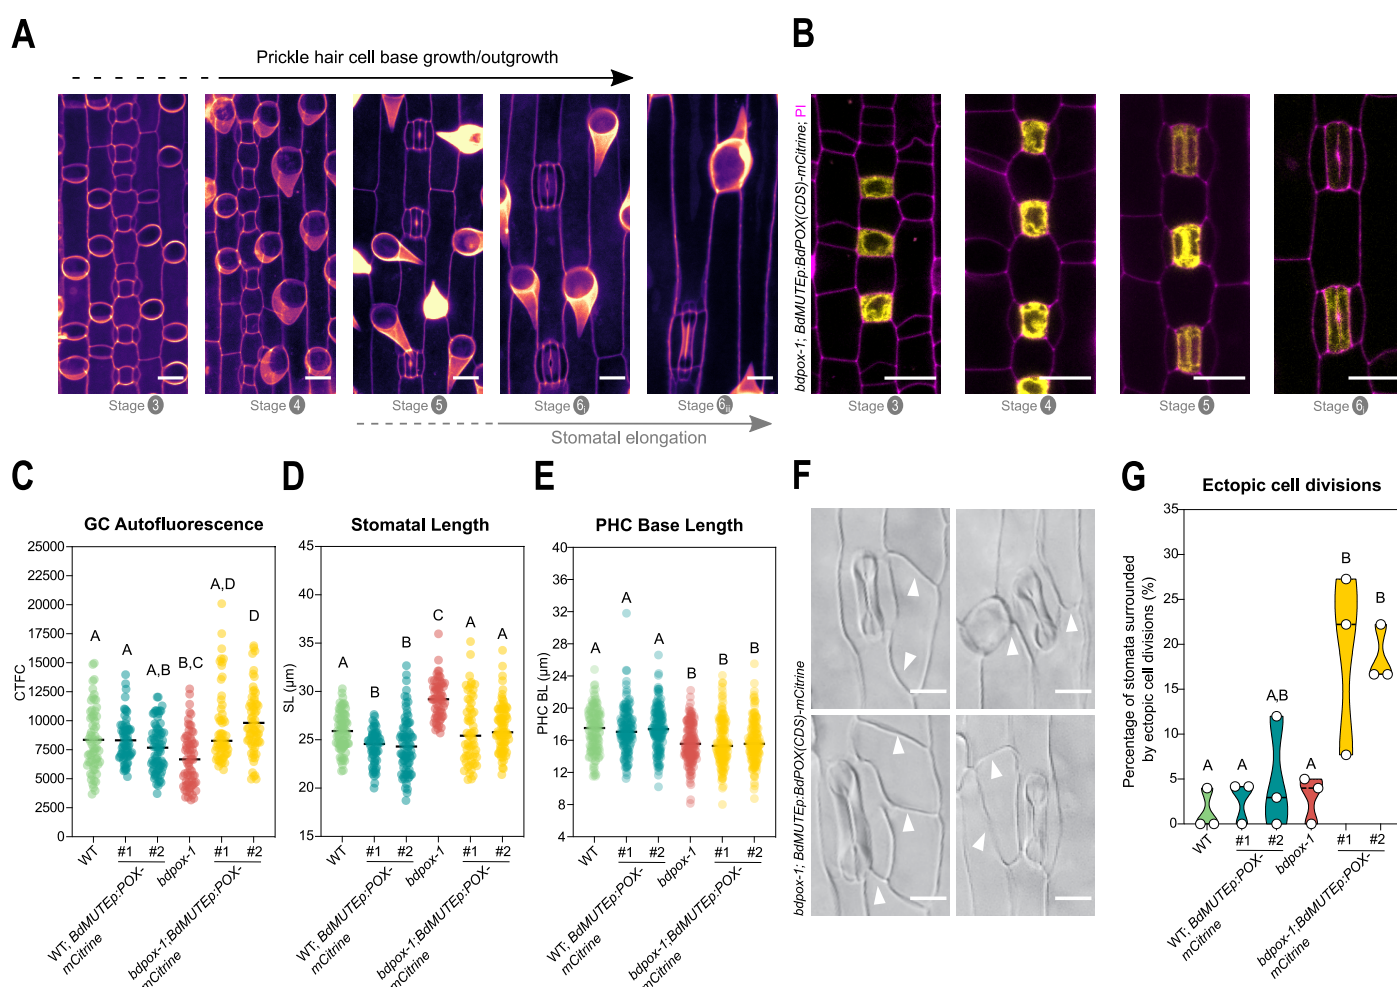 A
Prickle hair cell base growth/outgrowth
Stage 3
Stage 4
Stage 5
Stage 6i
Stage 6ii
Stomatal elongation
B
bdpox-1; BdMUTEp:BdPOX(CDS)-mCitrine; PI
Stage 3
Stage 4
Stage 5
Stage 6i
C
GC Autofluorescence
CTFC
25000
22500
20000
17500
15000
12500
10000
7500
5000
2500
0
A
A
A,B
B,C
A,D
D
WT
#1
#2
WT; BdMUTEp:POX-
mCitrine
bdpox-1
#1
#2
bdpox-1;BdMUTEp:POX-
mCitrine
D
Stomatal Length
SL (µm)
45
40
35
30
25
20
15
A
B
B
C
A
A
WT
#1
#2
WT; BdMUTEp:POX-
mCitrine
bdpox-1
#1
#2
bdpox-1;BdMUTEp:POX-
mCitrine
E
PHC Base Length
PHC BL (µm)
40
36
32
28
24
20
16
12
8
4
A
A
A
B
B
B
WT
#1
#2
WT; BdMUTEp:POX-
mCitrine
bdpox-1
#1
#2
bdpox-1;BdMUTEp:POX-
mCitrine
F
bdpox-1; BdMUTEp:BdPOX(CDS)-mCitrine
G
Ectopic cell divisions
Percentage of stomata surrounded
by ectopic cell divisions (%)
35
30
25
20
15
10
5
0
A
A
A,B
A
B
B
WT
#1
#2
WT; BdMUTEp:POX-
mCitrine
bdpox-1
#1
#2
bdpox-1;BdMUTEp:POX-
mCitrine